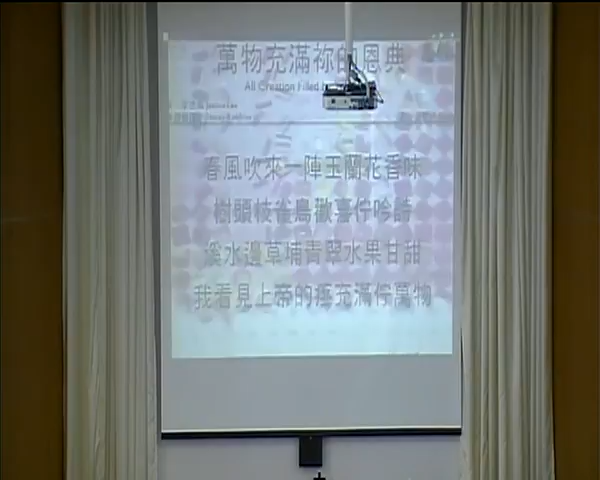 萬物充滿祢的恩典
All Creation Filled
春風吹來一陣玉蘭花香味
樹頭枝雀鳥歡喜佇吟詩
溪水邊草埔青翠水果甘甜
我看見上帝的疼充滿佇萬物